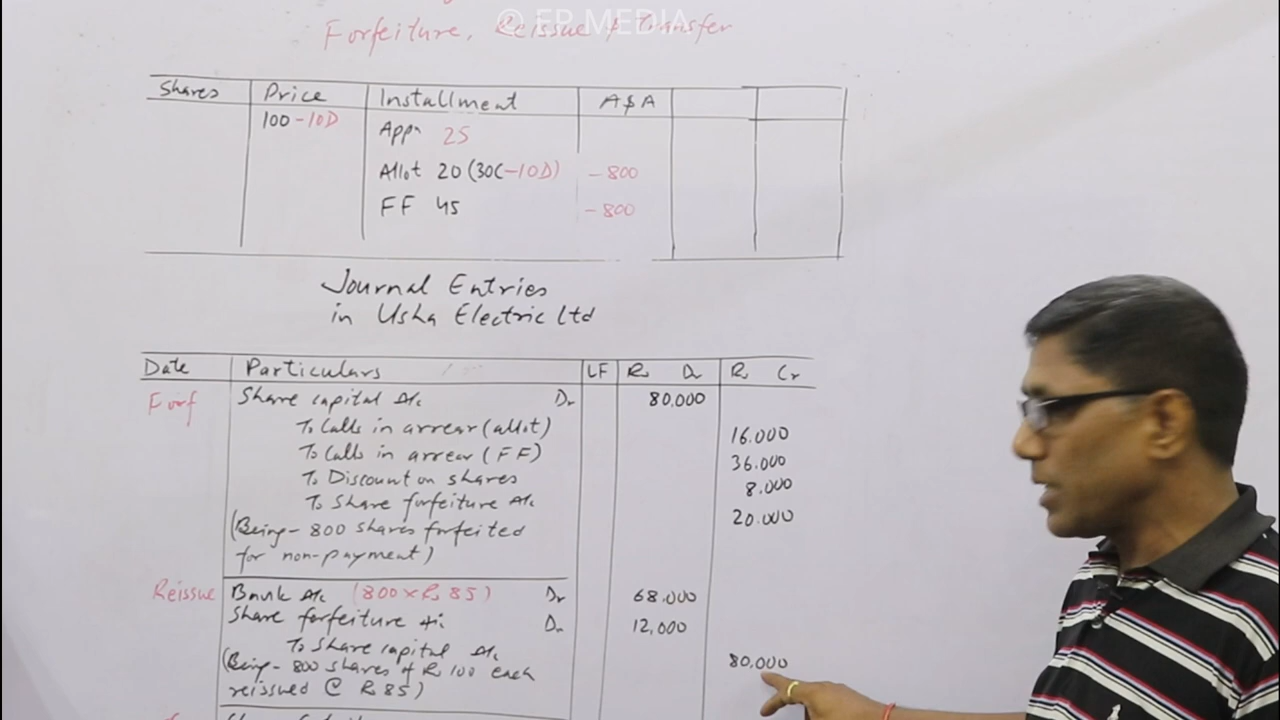 © FP MEDIA
Forfeiture, Reissue & Transfer
Shares Price Installment A$A
100 -10D Appn 25
Allot 20 (30C-10D) -800
FF 45 -800
Journal Entries
in Usha Electric Ltd
Date Particulars LF Rs Dr Rs Cr
Forf Share capital A/c Dr 80.000
To Calls in arrear (allot) 16.000
To Calls in arrear (FF) 36.000
To Discount on shares 8.000
To Share forfeiture A/c 20.000
(Being- 800 shares forfeited
for non-payment)
Reissue Bank A/c (800 x Rs 85) Dr 68.000
Share forfeiture A/c Dr 12,000
To Share capital A/c 80.000
(Being- 800 shares of Rs 100 each
reissued @ Rs 85)